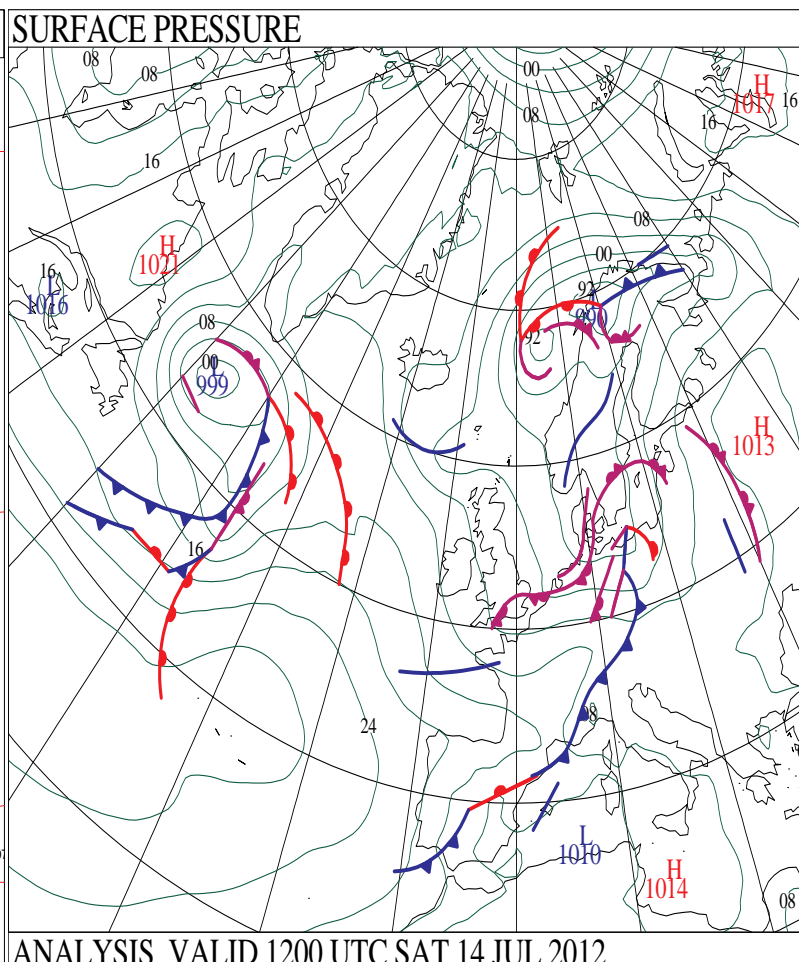 SURFACE PRESSURE
08
00
08
H
1017
16
08
16
16
08
H
1021
00
16
L
1016
92
L
990
08
92
00
L
999
H
1013
16
24
08
L
1010
H
1014
08
ANALYSIS VALID 1200 UTC SAT 14 JUL 2012